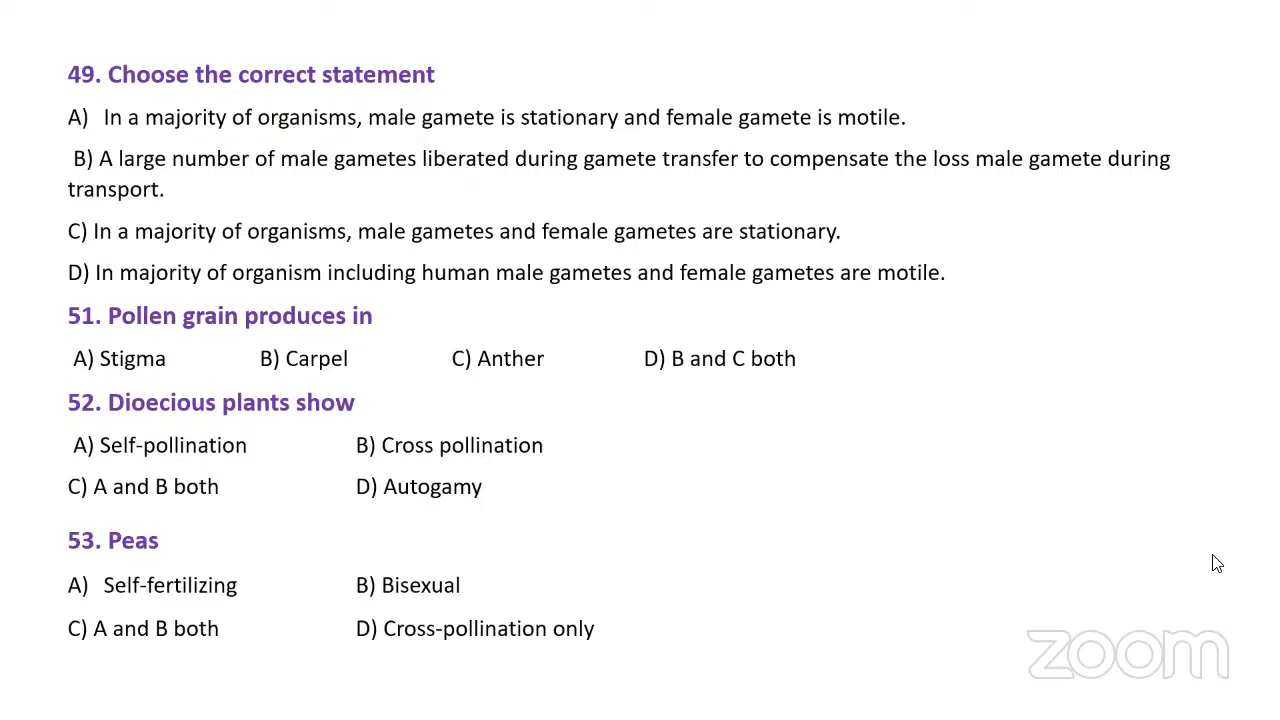 49. Choose the correct statement
A) In a majority of organisms, male gamete is stationary and female gamete is motile.
B) A large number of male gametes liberated during gamete transfer to compensate the loss male gamete during
transport.
C) In a majority of organisms, male gametes and female gametes are stationary.
D) In majority of organism including human male gametes and female gametes are motile.
51. Pollen grain produces in
A) Stigma B) Carpel C) Anther D) B and C both
52. Dioecious plants show
A) Self-pollination B) Cross pollination
C) A and B both D) Autogamy
53. Peas
A) Self-fertilizing B) Bisexual
C) A and B both D) Cross-pollination only
zoom